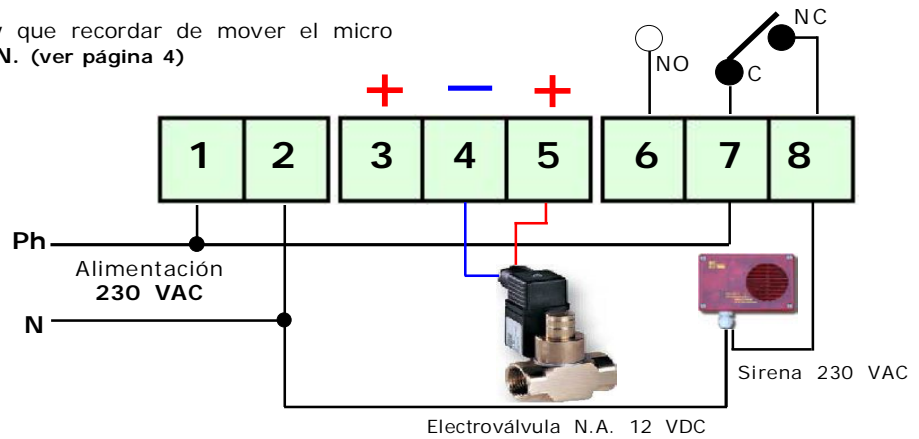 que recordar de mover el micro
N. (ver página 4)
NO
C
NC
+ — +
1 2 3 4 5 6 7 8
Ph
Alimentación
230 VAC
N
Sirena 230 VAC
Electroválvula N.A. 12 VDC